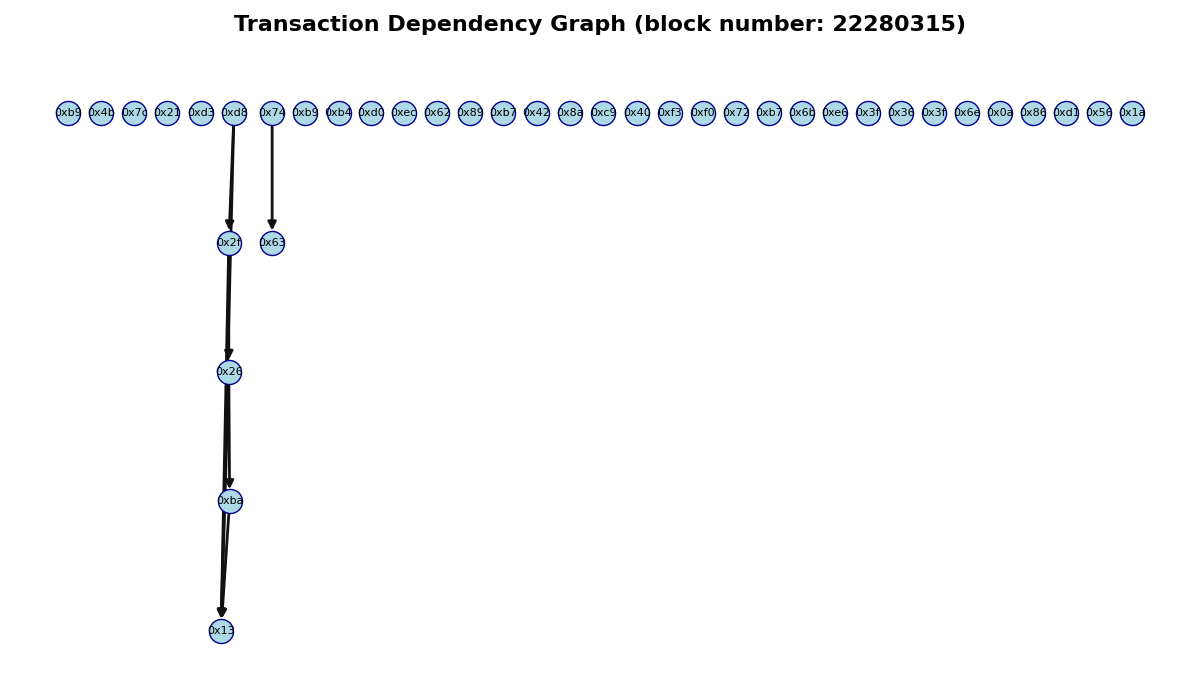 Transaction Dependency Graph (block number: 22280315)
0xb9 0x4b 0x7c 0x21 0xd3 0xd8 0x74 0xb9 0xb4 0xd0 0xec 0x62 0x89 0xb7 0x42 0x8a 0xc9 0x40 0xf3 0xf0 0x72 0xb7 0x6b 0xe6 0x3f 0x36 0x3f 0x6e 0x0a 0x86 0xd1 0x56 0x1a
0x2f 0x63
0x26
0xba
0x13